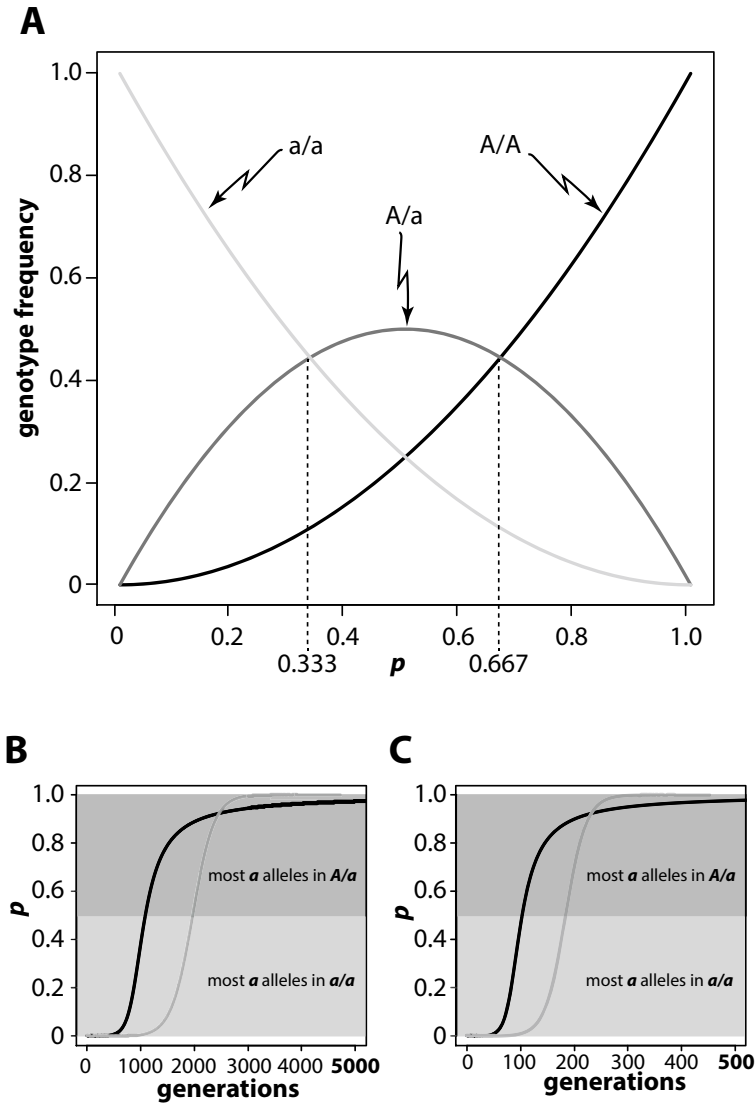 A
genotype frequency
1.0
0.8
0.6
0.4
0.2
0
a/a
A/A
A/a
0 0.2 0.4 0.6 0.8 1.0
0.333 p 0.667
B
p
1.0
0.8
0.6
0.4
0.2
0
most a alleles in A/a
most a alleles in a/a
0 1000 2000 3000 4000 5000
generations
C
p
1.0
0.8
0.6
0.4
0.2
0
most a alleles in A/a
most a alleles in a/a
0 100 200 300 400 500
generations